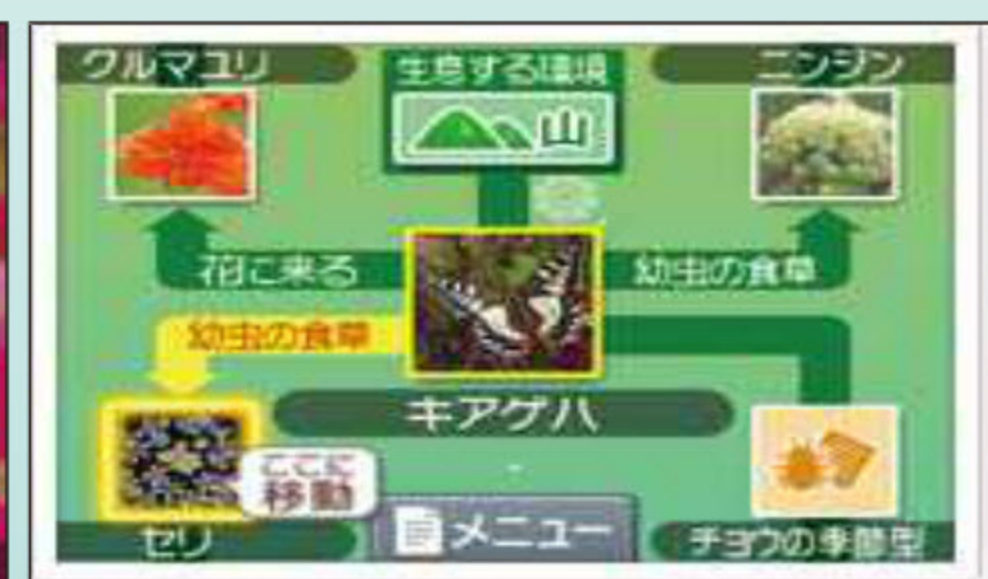 クルマユリ
生息する環境
ニンジン
山
花に来る
幼虫の食草
幼虫の食草
キアゲハ
ここに
移動
セリ
メニュー
チョウの季節型